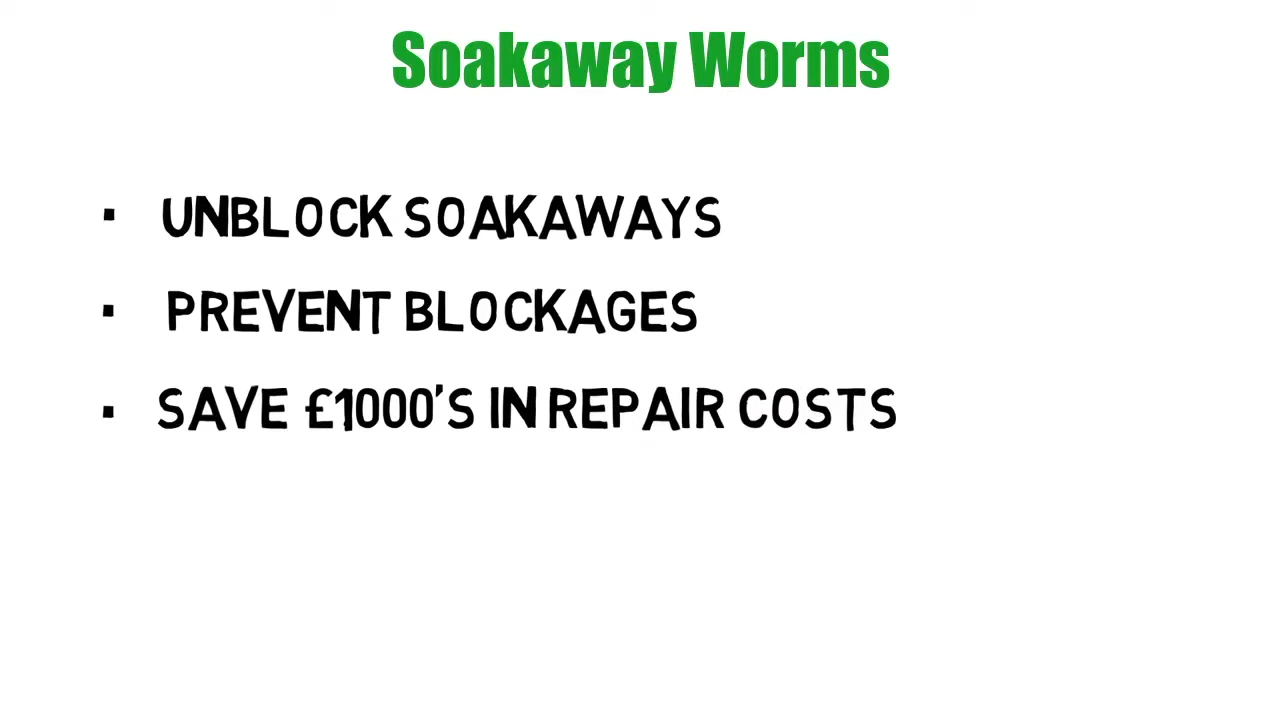 Soakaway Worms
▪ UNBLOCK SOAKAWAYS
▪ PREVENT BLOCKAGES
▪ SAVE £1000'S IN REPAIR COSTS